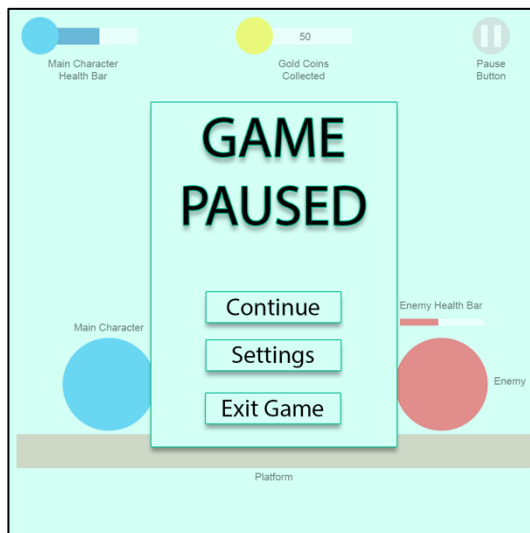 50
Main Character
Health Bar
Gold Coins
Collected
Pause
Button
GAME
PAUSED
Continue
Settings
Exit Game
Main Character
Enemy Health Bar
Enemy
Platform